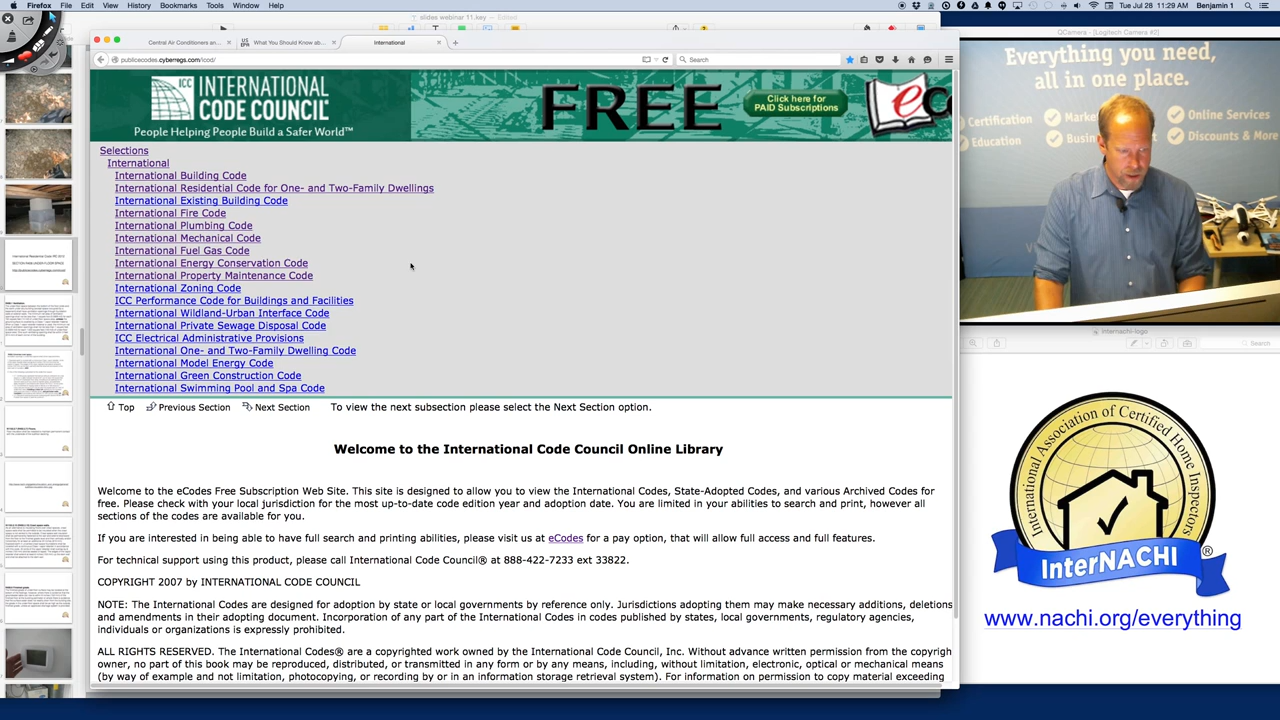 Firefox File Edit View History Bookmarks Tools Window Help
Tue Jul 28 11:29 AM Benjamin 1
slides webinar 11.key — Edited
QCamera - [Logitech Camera #2]
Central Air Conditioners an...
What You Should Know ab...
International
publicecodes.cyberregs.com/icod/
Search
ICC INTERNATIONAL
CODE COUNCIL
People Helping People Build a Safer World™
FREE
Click here for
PAID Subscriptions
Selections
International
International Building Code
International Residential Code for One- and Two-Family Dwellings
International Existing Building Code
International Fire Code
International Plumbing Code
International Mechanical Code
International Fuel Gas Code
International Energy Conservation Code
International Property Maintenance Code
International Zoning Code
ICC Performance Code for Buildings and Facilities
International Wildland-Urban Interface Code
International Private Sewage Disposal Code
ICC Electrical Administrative Provisions
International One- and Two-Family Dwelling Code
International Model Energy Code
International Green Construction Code
International Swimming Pool and Spa Code
Top Previous Section Next Section To view the next subsection please select the Next Section option.
Welcome to the International Code Council Online Library
Welcome to the eCodes Free Subscription Web Site. This site is designed to allow you to view the International Codes, State-Adopted Codes, and various Archived Codes for
free. Please check with your local jurisdiction for the most up-to-date code edition year and adoption date. You are limited in your abilities to search and print, however all
sections of the codes are available for you.
If you are interested in being able to have full search and printing abilities, please visit us at eCodes for a pay option, that will allow full access and full features.
For technical support using this product, please call International Code Council® at 888-422-7233 ext 33822.
COPYRIGHT 2007 by INTERNATIONAL CODE COUNCIL
NOTE: The International Codes are designed for adoption by state or local governments by reference only. Jurisdictions adopting them may make necessary additions, deletions
and amendments in their adopting document. Incorporation of any part of the International Codes in codes published by states, local governments, regulatory agencies,
individuals or organizations is expressly prohibited.
ALL RIGHTS RESERVED. The International Codes® are a copyrighted work owned by the International Code Council, Inc. Without advance written permission from the copyrigh
owner, no part of this book may be reproduced, distributed, or transmitted in any form or by any means, including, without limitation, electronic, optical or mechanical means
(by way of example and not limitation, photocopying, or recording by or in an information storage retrieval system). For information on permission to copy material exceeding
Everything you need,
all in one place.
Certification
Education
Online Services
Discounts & More
internachi-logo
Search
International Association of Certified Home Inspectors
InterNACHI®
www.nachi.org/everything